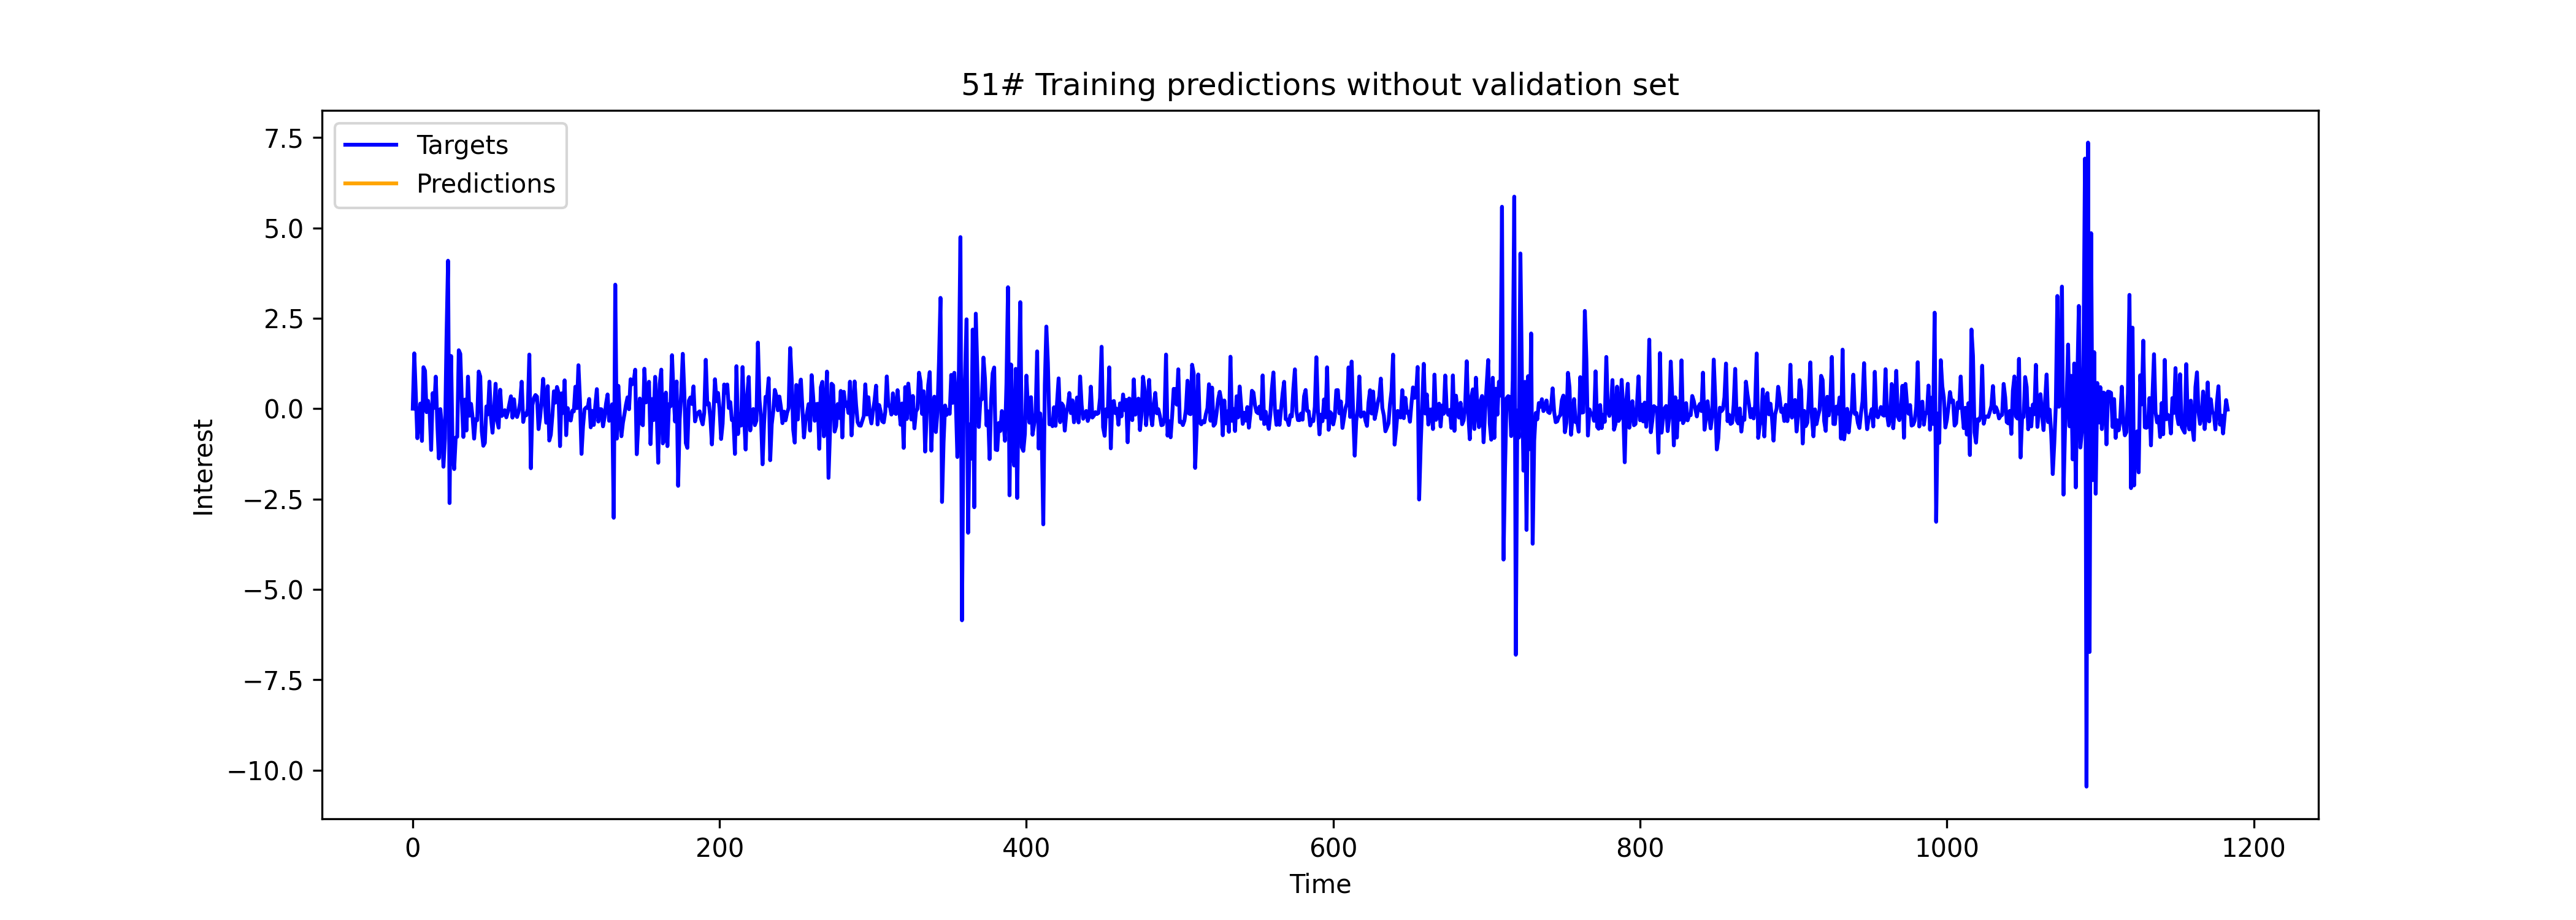 51# Training predictions without validation set
Targets
Predictions
7.5
5.0
2.5
0.0
−2.5
−5.0
−7.5
−10.0
Interest
0 200 400 600 800 1000 1200
Time